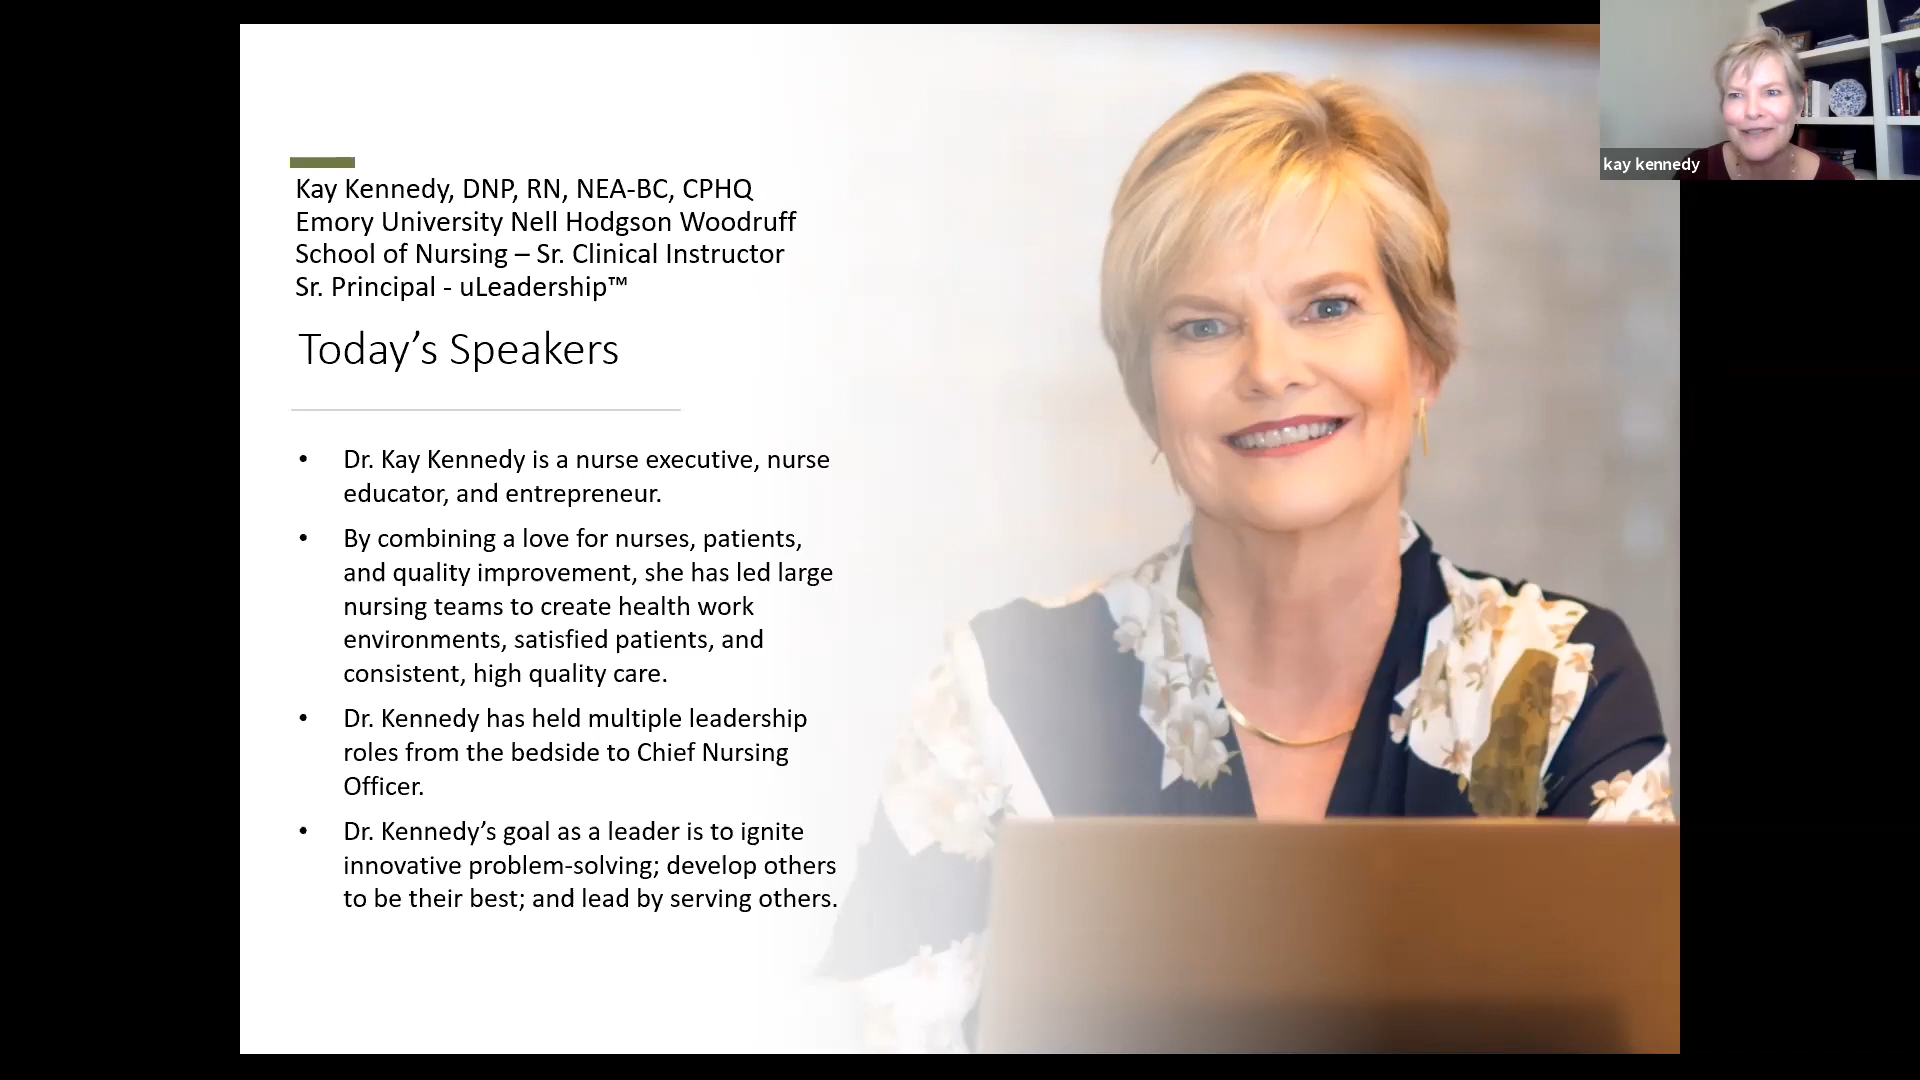 Kay Kennedy, DNP, RN, NEA-BC, CPHQ
Emory University Nell Hodgson Woodruff
School of Nursing – Sr. Clinical Instructor
Sr. Principal - uLeadership™
Today’s Speakers
• Dr. Kay Kennedy is a nurse executive, nurse
educator, and entrepreneur.
• By combining a love for nurses, patients,
and quality improvement, she has led large
nursing teams to create health work
environments, satisfied patients, and
consistent, high quality care.
• Dr. Kennedy has held multiple leadership
roles from the bedside to Chief Nursing
Officer.
• Dr. Kennedy’s goal as a leader is to ignite
innovative problem-solving; develop others
to be their best; and lead by serving others.
kay kennedy